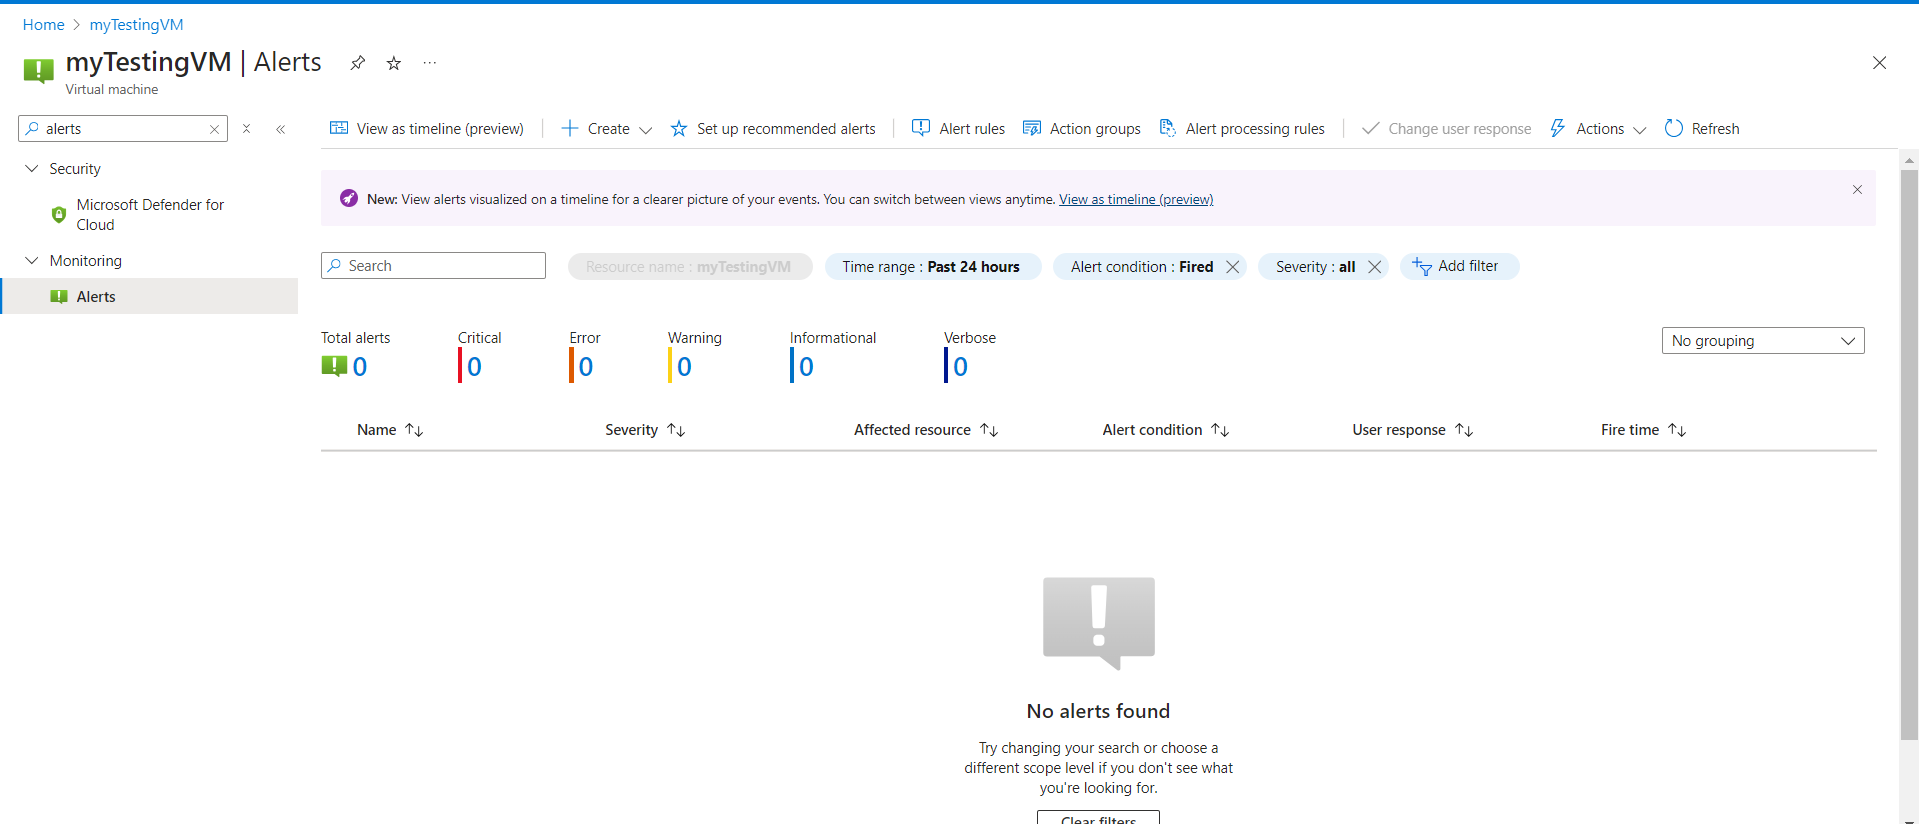 Home > myTestingVM
myTestingVM | Alerts
Virtual machine
alerts
View as timeline (preview)
Create
Set up recommended alerts
Alert rules
Action groups
Alert processing rules
Change user response
Actions
Refresh
Security
Microsoft Defender for
Cloud
Monitoring
Alerts
New: View alerts visualized on a timeline for a clearer picture of your events. You can switch between views anytime. View as timeline (preview)
Search
Resource name : myTestingVM
Time range : Past 24 hours
Alert condition : Fired
Severity : all
Add filter
Total alerts
0
Critical
0
Error
0
Warning
0
Informational
0
Verbose
0
No grouping
Name
Severity
Affected resource
Alert condition
User response
Fire time
No alerts found
Try changing your search or choose a
different scope level if you don't see what
you're looking for.
Clear filters